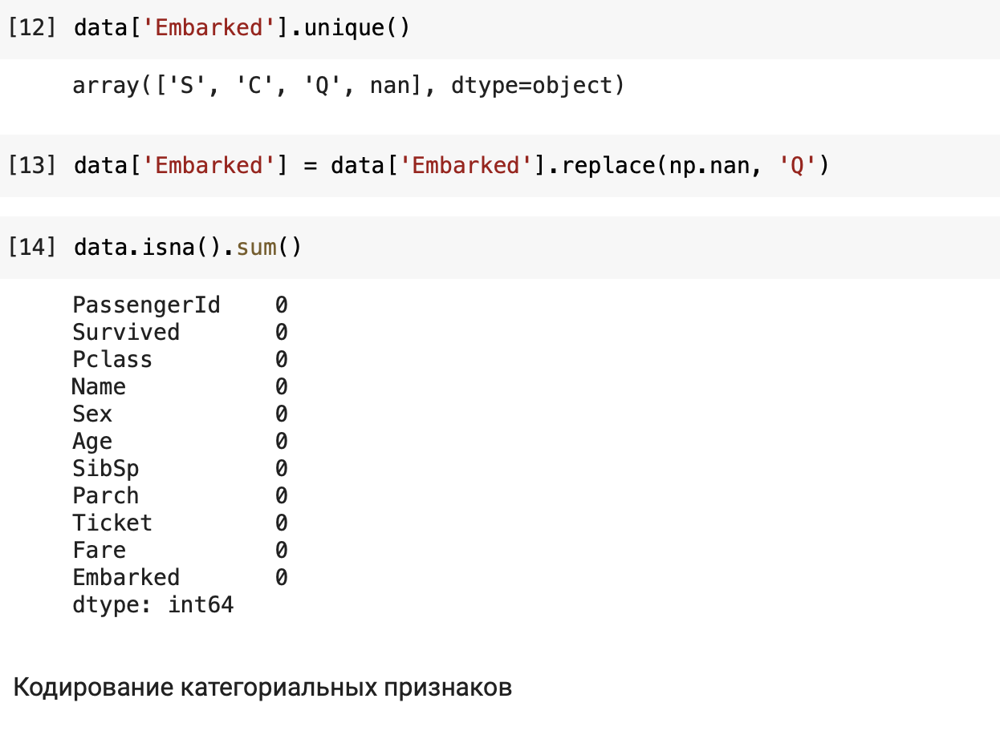 [12] data['Embarked'].unique()
array(['S', 'C', 'Q', nan], dtype=object)
[13] data['Embarked'] = data['Embarked'].replace(np.nan, 'Q')
[14] data.isna().sum()
PassengerId    0
Survived       0
Pclass         0
Name           0
Sex            0
Age            0
SibSp          0
Parch          0
Ticket         0
Fare           0
Embarked       0
dtype: int64
Кодирование категориальных признаков